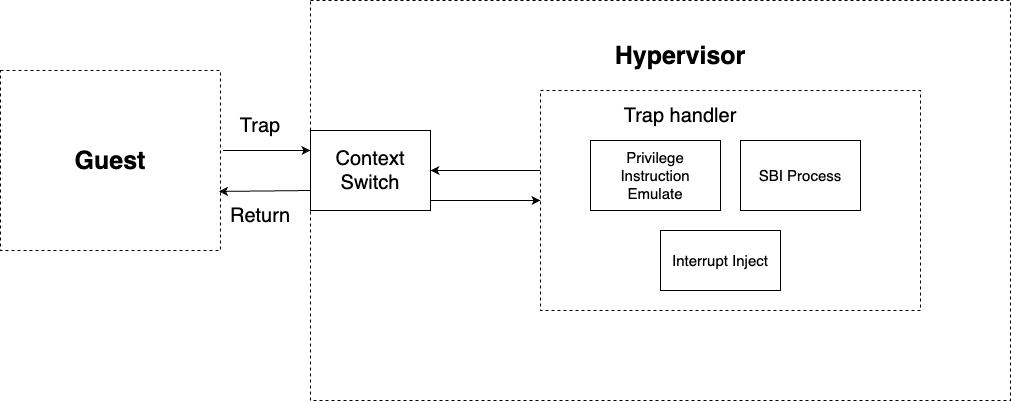 Hypervisor
Trap handler
Guest
Trap
Context
Switch
Return
Privilege
Instruction
Emulate
SBI Process
Interrupt Inject